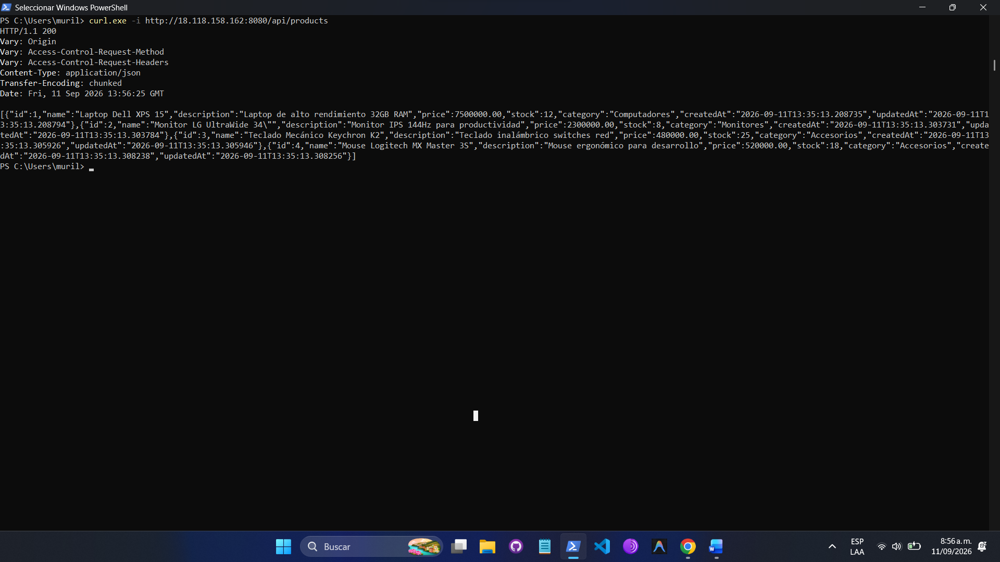 Seleccionar Windows PowerShell
PS C:\Users\muril> curl.exe -i http://18.118.158.162:8080/api/products
HTTP/1.1 200
Vary: Origin
Vary: Access-Control-Request-Method
Vary: Access-Control-Request-Headers
Content-Type: application/json
Transfer-Encoding: chunked
Date: Fri, 11 Sep 2026 13:56:25 GMT
[{"id":1,"name":"Laptop Dell XPS 15","description":"Laptop de alto rendimiento 32GB RAM","price":7500000.00,"stock":12,"category":"Computadores","createdAt":"2026-09-11T13:35:13.208735","updatedAt":"2026-09-11T1
3:35:13.208794"},{"id":2,"name":"Monitor LG UltraWide 34\"","description":"Monitor IPS 144Hz para productividad","price":2300000.00,"stock":8,"category":"Monitores","createdAt":"2026-09-11T13:35:13.303731","upda
tedAt":"2026-09-11T13:35:13.303784"},{"id":3,"name":"Teclado Mecánico Keychron K2","description":"Teclado inalámbrico switches red","price":480000.00,"stock":25,"category":"Accesorios","createdAt":"2026-09-11T13
:35:13.305926","updatedAt":"2026-09-11T13:35:13.305946"},{"id":4,"name":"Mouse Logitech MX Master 3S","description":"Mouse ergonómico para desarrollo","price":520000.00,"stock":18,"category":"Accesorios","create
dAt":"2026-09-11T13:35:13.308238","updatedAt":"2026-09-11T13:35:13.308256"}]
PS C:\Users\muril>
Buscar
ESP
LAA
8:56 a. m.
11/09/2026